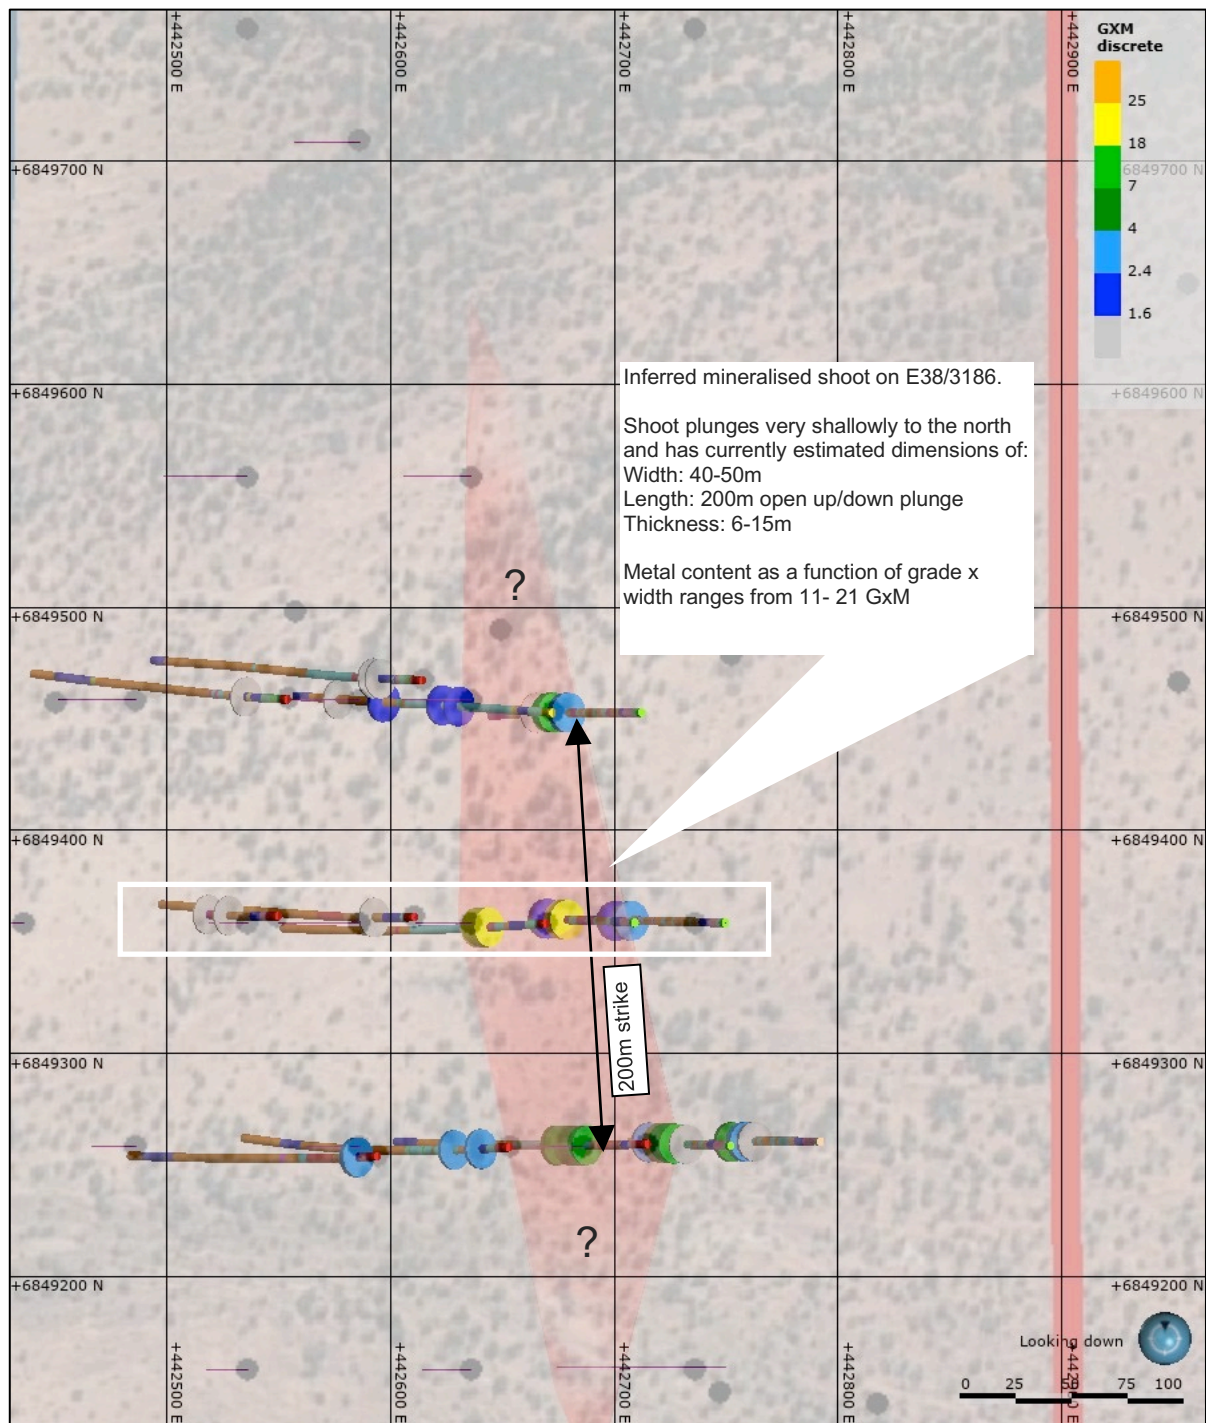 +442500 E
+442600 E
+442700 E
+442800 E
+442900 E
GXM
discrete
25
18
7
4
2.4
1.6
+6849700 N
6849700 N
+6849600 N
+6849600 N
Inferred mineralised shoot on E38/3186.
Shoot plunges very shallowly to the north
and has currently estimated dimensions of:
Width: 40-50m
Length: 200m open up/down plunge
Thickness: 6-15m
Metal content as a function of grade x
width ranges from 11- 21 GxM
?
+6849500 N
+6849500 N
+6849400 N
+6849400 N
200m strike
+6849300 N
+6849300 N
?
+6849200 N
+6849200 N
Looking down
+442500 E
+442600 E
+442700 E
+442800 E
0 25 50 75 100